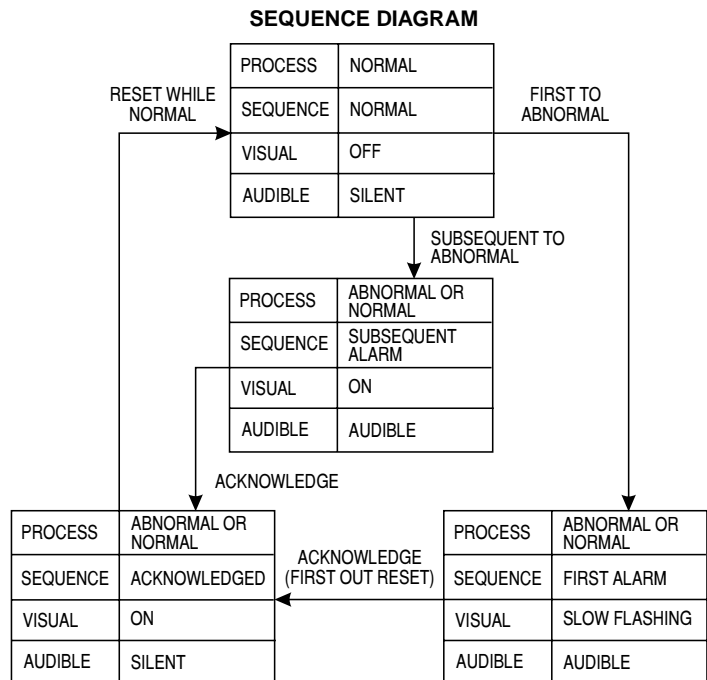 SEQUENCE DIAGRAM
PROCESS NORMAL
SEQUENCE NORMAL
VISUAL OFF
AUDIBLE SILENT
RESET WHILE
NORMAL
FIRST TO
ABNORMAL
SUBSEQUENT TO
ABNORMAL
PROCESS ABNORMAL OR
NORMAL
SEQUENCE SUBSEQUENT
ALARM
VISUAL ON
AUDIBLE AUDIBLE
ACKNOWLEDGE
PROCESS ABNORMAL OR
NORMAL
SEQUENCE ACKNOWLEDGED
VISUAL ON
AUDIBLE SILENT
ACKNOWLEDGE
(FIRST OUT RESET)
PROCESS ABNORMAL OR
NORMAL
SEQUENCE FIRST ALARM
VISUAL SLOW FLASHING
AUDIBLE AUDIBLE